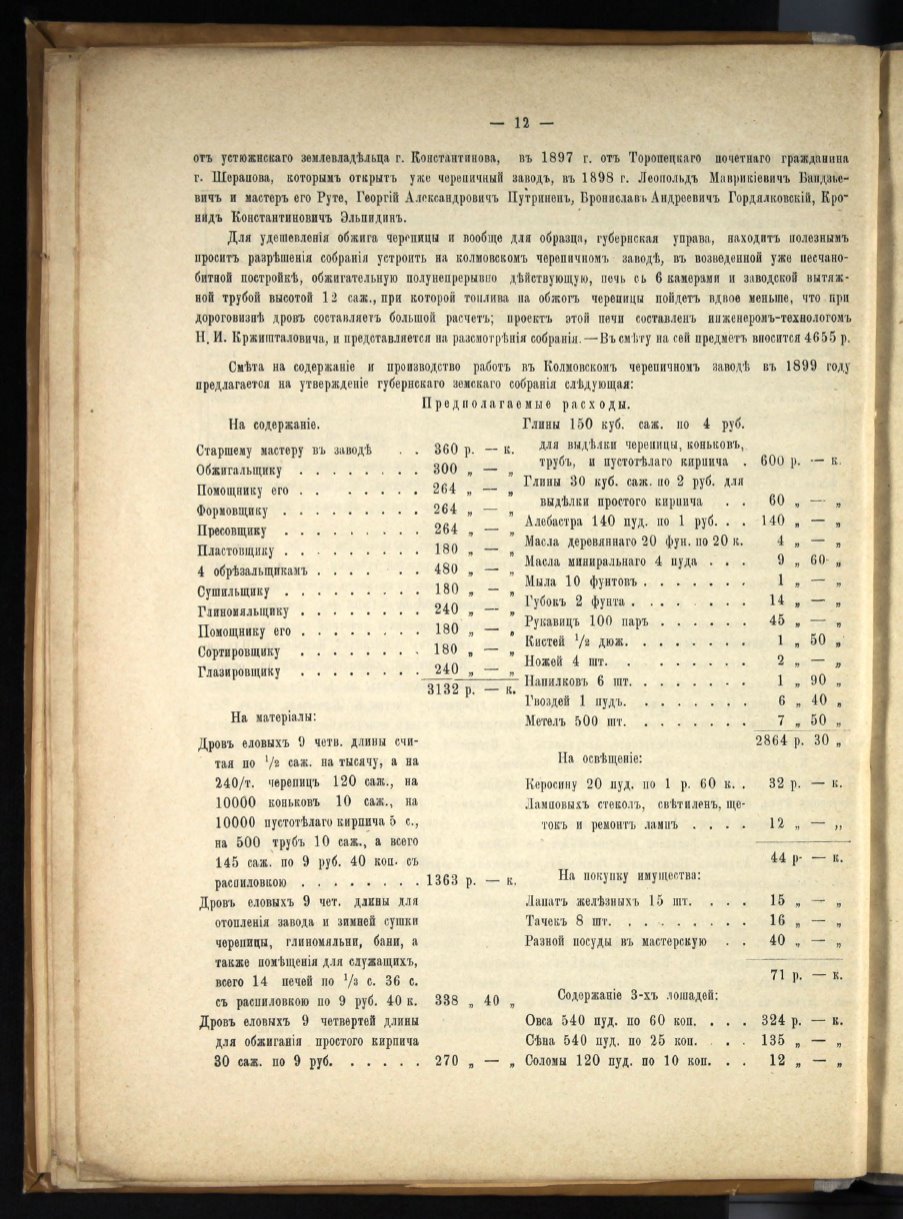 — 12 —
отъ устюжнскаго землевладѣльца г. Константинова, въ 1897 г. отъ Торопецкаго почетнаго гражданина
г. Шерапова, которымъ открытъ уже черепичный заводъ, въ 1898 г. Леопольдъ Маврикіевичъ Бандзье-
вичъ и мастеръ его Руте, Георгій Александровичъ Путриненъ, Брониславъ Андреевичъ Гордялковскій, Кро-
нидъ Константиновичъ Эльпидинъ.
Для удешевленія обжига черепицы и вообще для образца, губернская управа, находитъ полезнымъ
просить разрѣшенія собранія устроить на колмовскомъ черепичномъ заводѣ, въ возведенной уже песчано-
битной постройкѣ, обжигательную полунепрерывно дѣйствующую, печь съ 6 камерами и заводской вытяж-
ной трубой высотой 12 саж., при которой топлива на обжогъ черепицы пойдетъ вдвое меньше, что при
дороговизнѣ дровъ составляетъ большой расчетъ; проектъ этой печи составленъ инженеромъ-технологомъ
Н. И. Кржишталовича, и представляется на разсмотрѣнія собранія. — Въ смѣту на сей предметъ вносится 4655 р.
Смѣта на содержаніе и производство работъ въ Колмовскомъ черепичномъ заводѣ въ 1899 году
предлагается на утвержденіе губернскаго земскаго собранія слѣдующая:
Предполагаемые расходы.
На содержаніе.
Старшему мастеру въ заводѣ . . 360 р. — к.
Обжигальщику . . . . . . . . 300 „ — „
Помощнику его . . . . . . . . 264 „ — „
Формовщику . . . . . . . . . 264 „ — „
Пресовщику . . . . . . . . . 264 „ — „
Пластовщику . . . . . . . . . 180 „ — „
4 обрѣзальщикамъ . . . . . . . 480 „ — „
Сушильщику . . . . . . . . . 180 „ — „
Глиномяльщику . . . . . . . . 240 „ — „
Помощнику его . . . . . . . . 180 „ — „
Сортировщику . . . . . . . . 180 „ — „
Глазировщику . . . . . . . . 240 „ — „
3132 р. — к.
На матеріалы:
Дровъ еловыхъ 9 четв. длины счи-
тая по 1/2 саж. на тысячу, а на
240/т. черепицъ 120 саж., на
10000 коньковъ 10 саж., на
10000 пустотѣлаго кирпича 5 с.,
на 500 трубъ 10 саж., а всего
145 саж. по 9 руб. 40 коп. съ
распиловкою . . . . . . . . 1363 р. — к.
Дровъ еловыхъ 9 чет. длины для
отопленія завода и зимней сушки
черепицы, глиномяльни, бани, а
также помѣщенія для служащихъ,
всего 14 печей по 1/3 с. 36 с.
съ распиловкою по 9 руб. 40 к. 338 „ 40 „
Дровъ еловыхъ 9 четвертей длины
для обжиганія простого кирпича
30 саж. по 9 руб. . . . . . . 270 „ — „
Глины 150 куб. саж. по 4 руб.
для выдѣлки черепицы, коньковъ,
трубъ, и пустотѣлаго кирпича . 600 р. — к.
Глины 30 куб. саж. по 2 руб. для
выдѣлки простого кирпича . . 60 „ — „
Алебастра 140 пуд. по 1 руб. . . 140 „ — „
Масла деревяннаго 20 фун. по 20 к. 4 „ — „
Масла миниральнаго 4 пуда . . . 9 „ 60 „
Мыла 10 фунтовъ . . . . . . . 1 „ — „
Губокъ 2 фунта . . . . . . . 14 „ — „
Рукавицъ 100 паръ . . . . . . 45 „ — „
Кистей 1/2 дюж. . . . . . . . 1 „ 50 „
Ножей 4 шт. . . . . . . . . 2 „ — „
Напилковъ 6 шт. . . . . . . . 1 „ 90 „
Гвоздей 1 пудъ. . . . . . . . 6 „ 40 „
Метелъ 500 шт. . . . . . . . 7 „ 50 „
2864 р. 30 „
На освѣщеніе:
Керосину 20 пуд. по 1 р. 60 к. . 32 р. — к.
Ламповыхъ стеколъ, свѣтиленъ, ще-
токъ и ремонтъ лампъ . . . . 12 „ — „
44 р. — к.
На покупку имущества:
Лапатъ желѣзныхъ 15 шт. . . . 15 „ — „
Тачекъ 8 шт. . . . . . . . . 16 „ — „
Разной посуды въ мастерскую . . 40 „ — „
71 р. — к.
Содержаніе 3-хъ лошадей:
Овса 540 пуд. по 60 коп. . . . 324 р. — к.
Сѣна 540 пуд. по 25 коп. . . . 135 „ — „
Соломы 120 пуд. по 10 коп. . . 12 „ — „